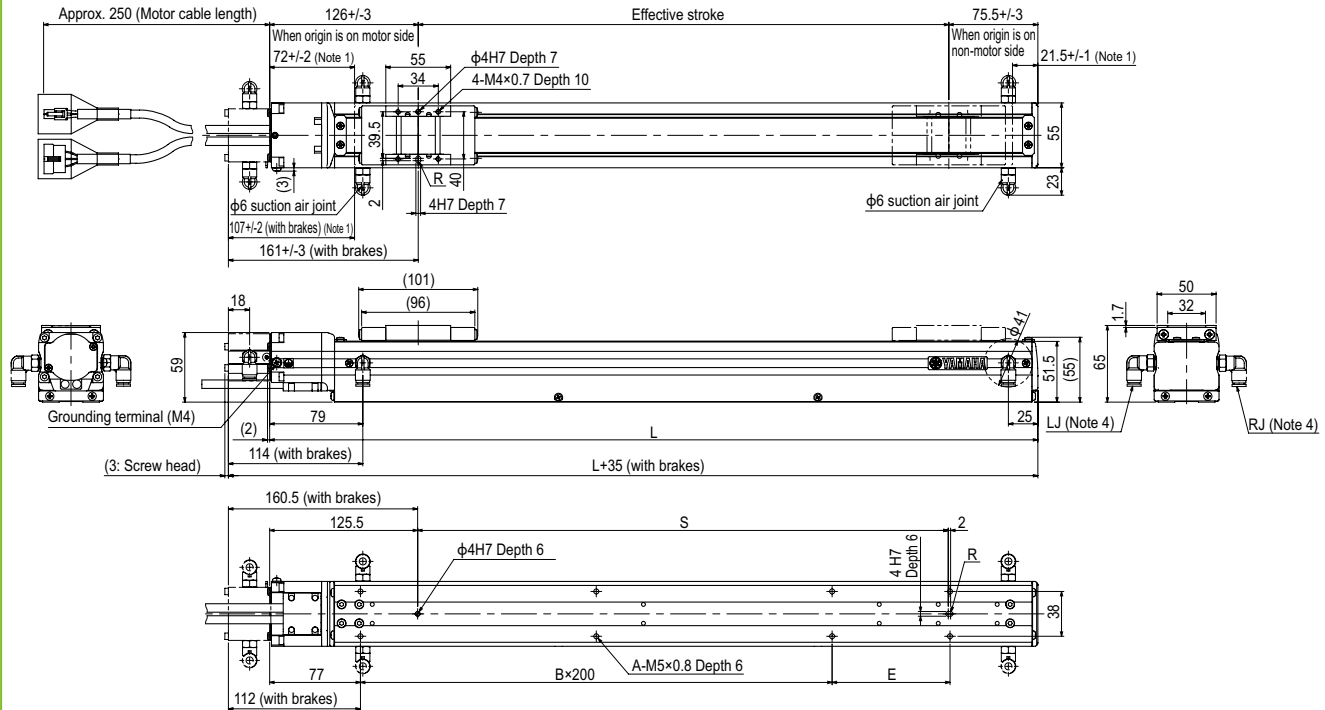 Approx. 250 (Motor cable length)
126+/-3
Effective stroke
75.5+/-3
When origin is on motor side
When origin is on
non-motor side
72+/-2 (Note 1)
55
φ4H7 Depth 7
21.5+/-1 (Note 1)
34
4-M4×0.7 Depth 10
39.5
40
55
23
(3)
R
2
φ6 suction air joint
4H7 Depth 7
φ6 suction air joint
107+/-2 (with brakes) (Note 1)
161+/-3 (with brakes)
(101)
(96)
18
59
φ41
YAMAHA
51.5
(55)
50
32
1.7
65
Grounding terminal (M4)
79
25
LJ (Note 4)
RJ (Note 4)
(2)
L
114 (with brakes)
(3: Screw head)
L+35 (with brakes)
160.5 (with brakes)
125.5
S
2
φ4H7 Depth 6
4 H7
Depth 6
R
38
A-M5×0.8 Depth 6
77
B×200
E
112 (with brakes)